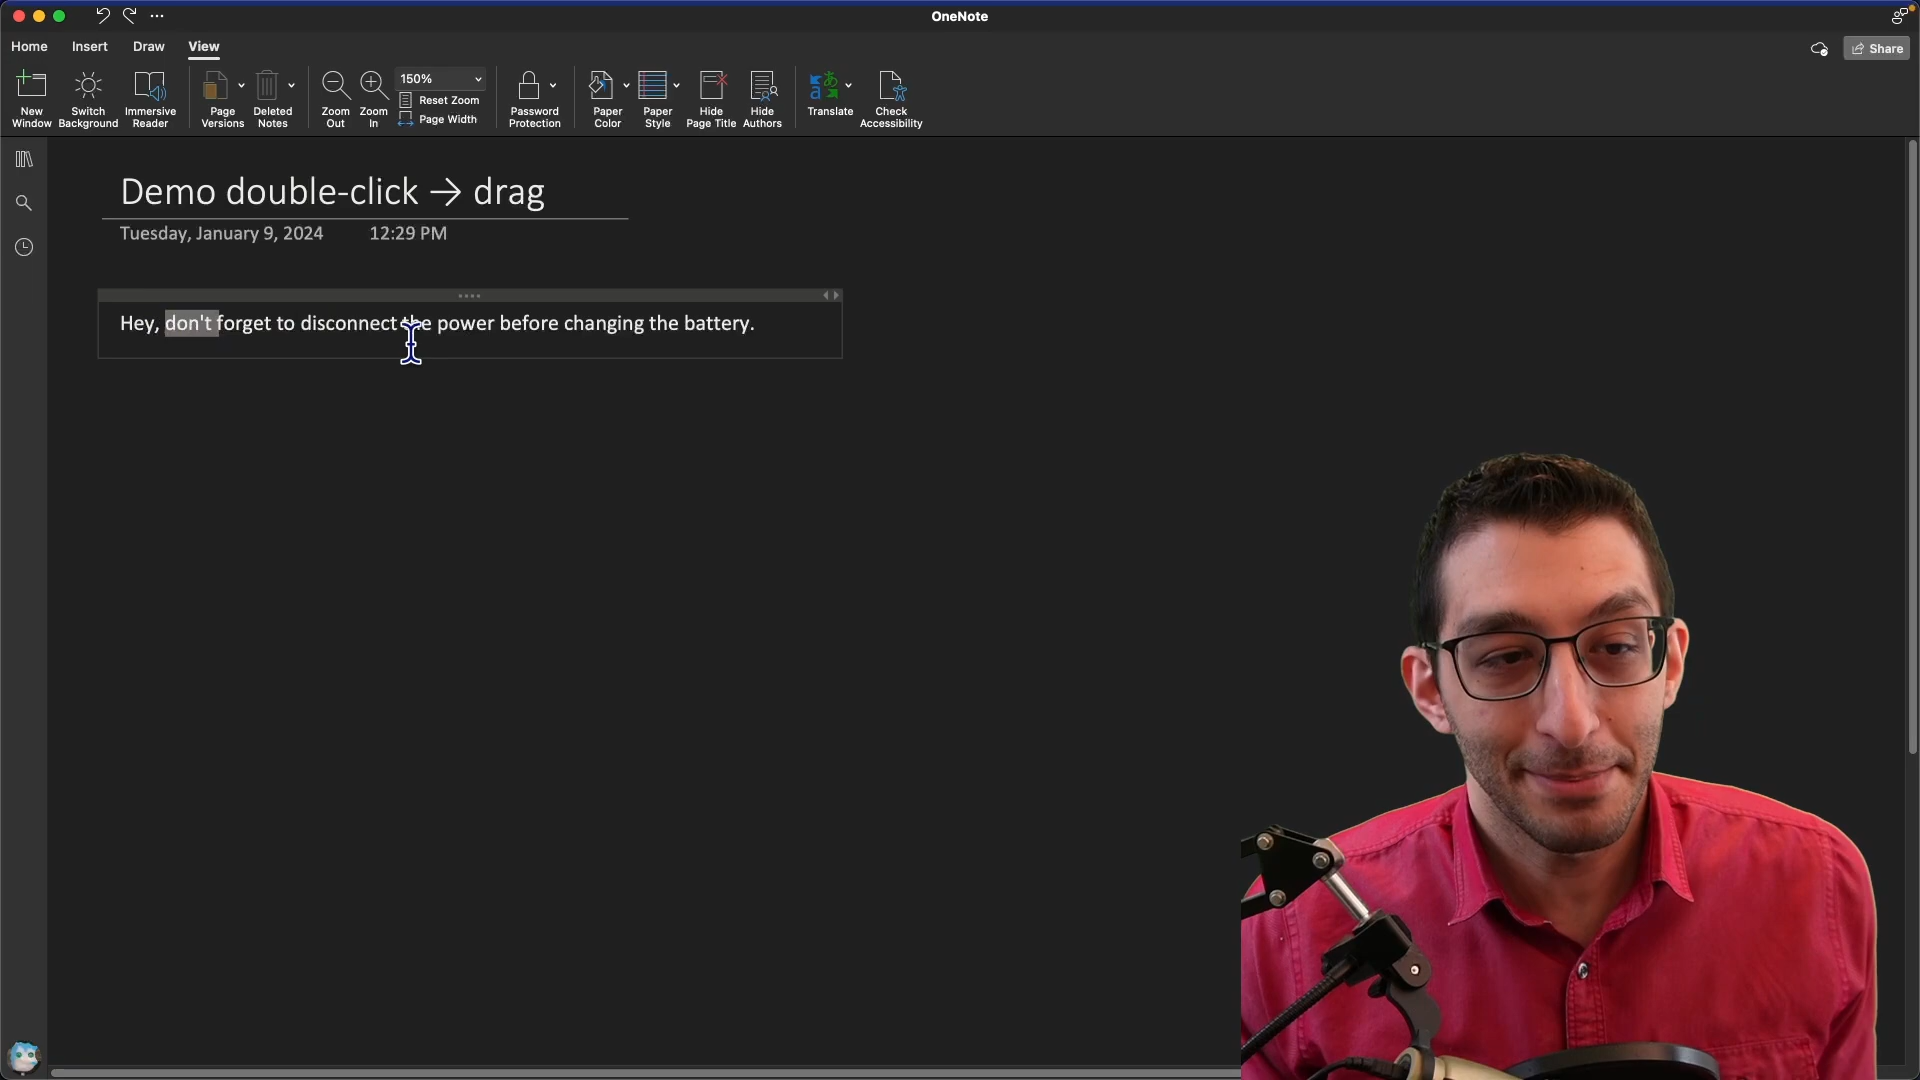 OneNote
Home Insert Draw View
Share
New Window
Switch Background
Immersive Reader
Page Versions
Deleted Notes
Zoom Out
Zoom In
150%
Reset Zoom
Page Width
Password Protection
Paper Color
Paper Style
Hide Page Title
Hide Authors
Translate
Check Accessibility
Demo double-click → drag
Tuesday, January 9, 2024 12:29 PM
Hey, don't forget to disconnect the power before changing the battery.